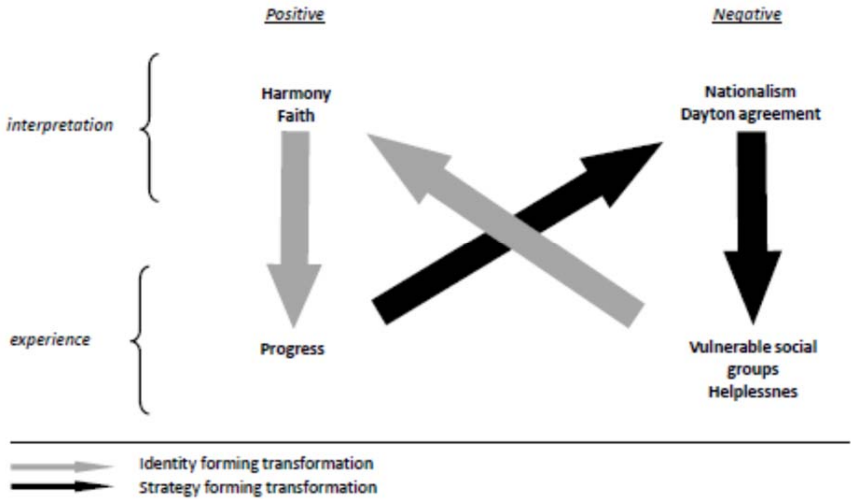 Positive
Negative
interpretation
Harmony
Faith
Nationalism
Dayton agreement
experience
Progress
Vulnerable social
groups
Helplessnes
Identity forming transformation
Strategy forming transformation